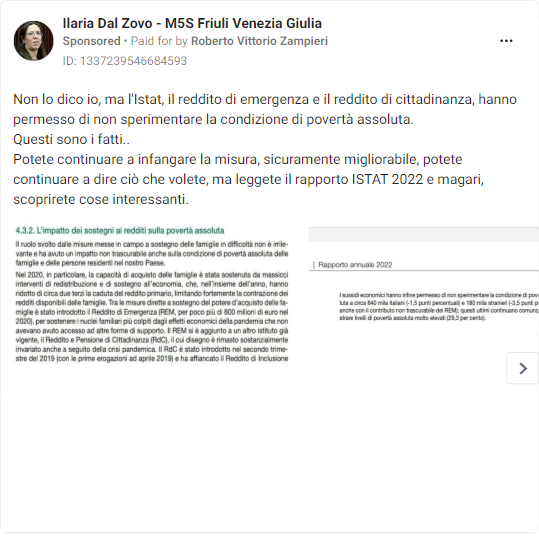 Ilaria Dal Zovo - M5S Friuli Venezia Giulia
Sponsored • Paid for by Roberto Vittorio Zampieri
ID: 1337239546684593
Non lo dico io, ma l'Istat, il reddito di emergenza e il reddito di cittadinanza, hanno
permesso di non sperimentare la condizione di povertà assoluta.
Questi sono i fatti..
Potete continuare a infangare la misura, sicuramente migliorabile, potete
continuare a dire ciò che volete, ma leggete il rapporto ISTAT 2022 e magari,
scoprirete cose interessanti.
4.3.2. L'impatto dei sostegni ai redditi sulla povertà assoluta
Il ruolo svolto dalle misure messe in campo a sostegno delle famiglie in difficoltà non è irrile-
vante e ha avuto un impatto non trascurabile anche sulla condizione di povertà assoluta delle
famiglie e delle persone residenti nel nostro Paese.
Nel 2020, in particolare, la capacità di acquisto delle famiglie è stata sostenuta da massicci
interventi di redistribuzione e di sostegno all'economia, che, nell'insieme dell'anno, hanno
ridotto di circa due terzi la caduta del reddito primario, limitando fortemente la contrazione dei
redditi disponibili delle famiglie. Tra le misure dirette a sostegno del potere d'acquisto delle fa-
miglie è stato introdotto il Reddito di Emergenza (REM, per poco più di 800 milioni di euro nel
2020), per sostenere i nuclei familiari più colpiti dagli effetti economici della pandemia che non
avevano avuto accesso ad altre forme di supporto. Il REM si è aggiunto a un altro istituto già
vigente, il Reddito e Pensione di Cittadinanza (RdC), il cui disegno è rimasto sostanzialmente
invariato anche a seguito della crisi pandemica. Il RdC è stato introdotto nel secondo trime-
stre del 2019 (con le prime erogazioni ad aprile 2019) e ha affiancato il Reddito di Inclusione
| Rapporto annuale 2022
I sussidi economici hanno infine permesso di non sperimentare la condizione di pov
luta a circa 840 mila italiani (-1,5 punti percentuali) e 180 mila stranieri (-3,5 p
anche con il contributo non trascurabile del REM; questi ultimi continuano comunq
strare livelli di povertà assoluta molto elevati (29,3 per cento).